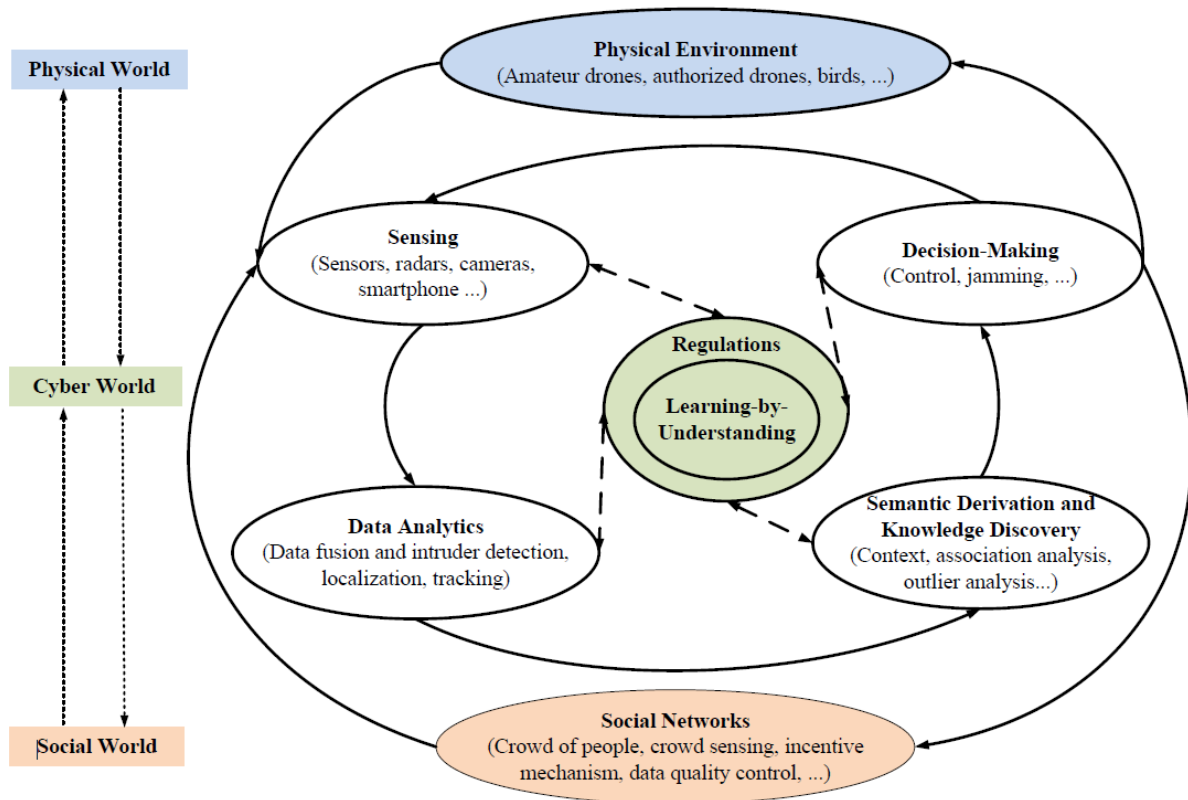 Physical World
Cyber World
Social World
Physical Environment
(Amateur drones, authorized drones, birds, ...)
Sensing
(Sensors, radars, cameras,
smartphone ...)
Decision-Making
(Control, jamming, ...)
Regulations
Learning-by-
Understanding
Data Analytics
(Data fusion and intruder detection,
localization, tracking)
Semantic Derivation and
Knowledge Discovery
(Context, association analysis,
outlier analysis...)
Social Networks
(Crowd of people, crowd sensing, incentive
mechanism, data quality control, ...)